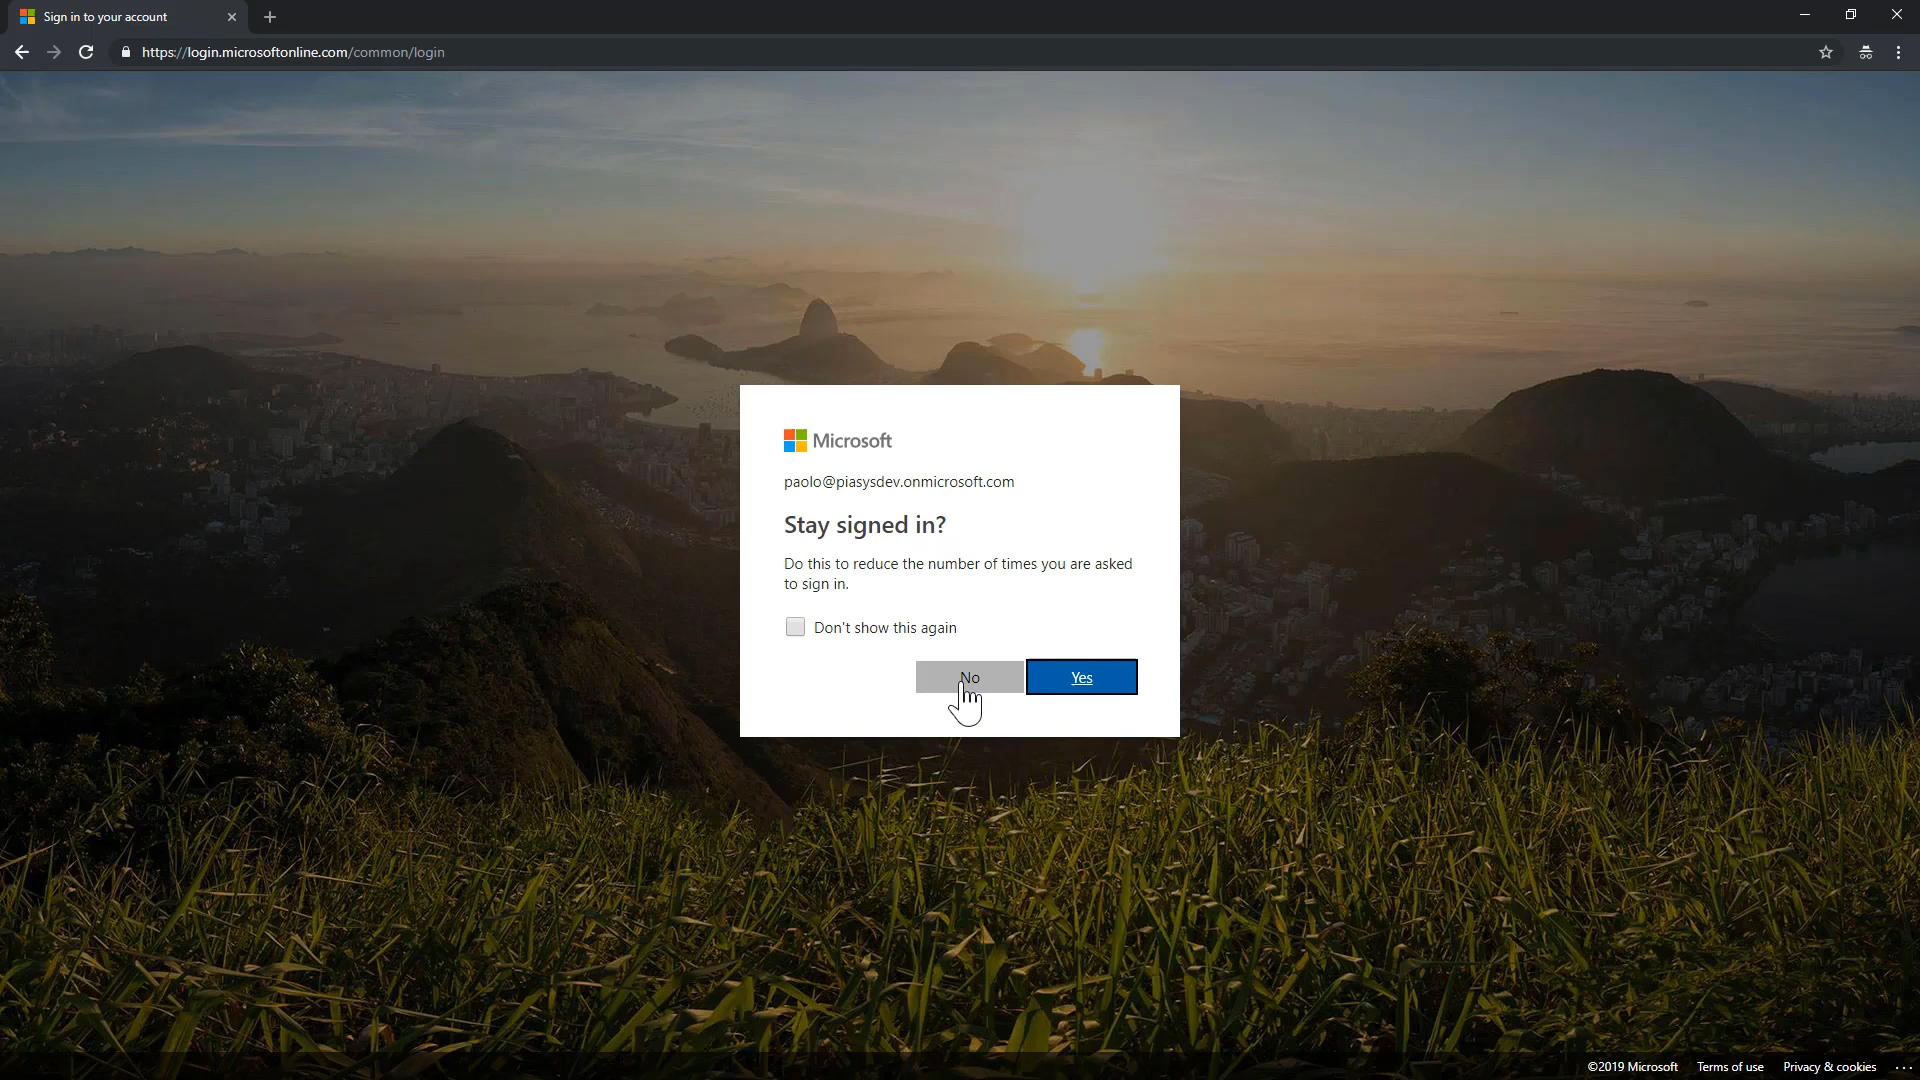 Sign in to your account
https://login.microsoftonline.com/common/login
Microsoft
paolo@piasysdev.onmicrosoft.com
Stay signed in?
Do this to reduce the number of times you are asked
to sign in.
Don't show this again
No
Yes
©2019 Microsoft
Terms of use
Privacy & cookies